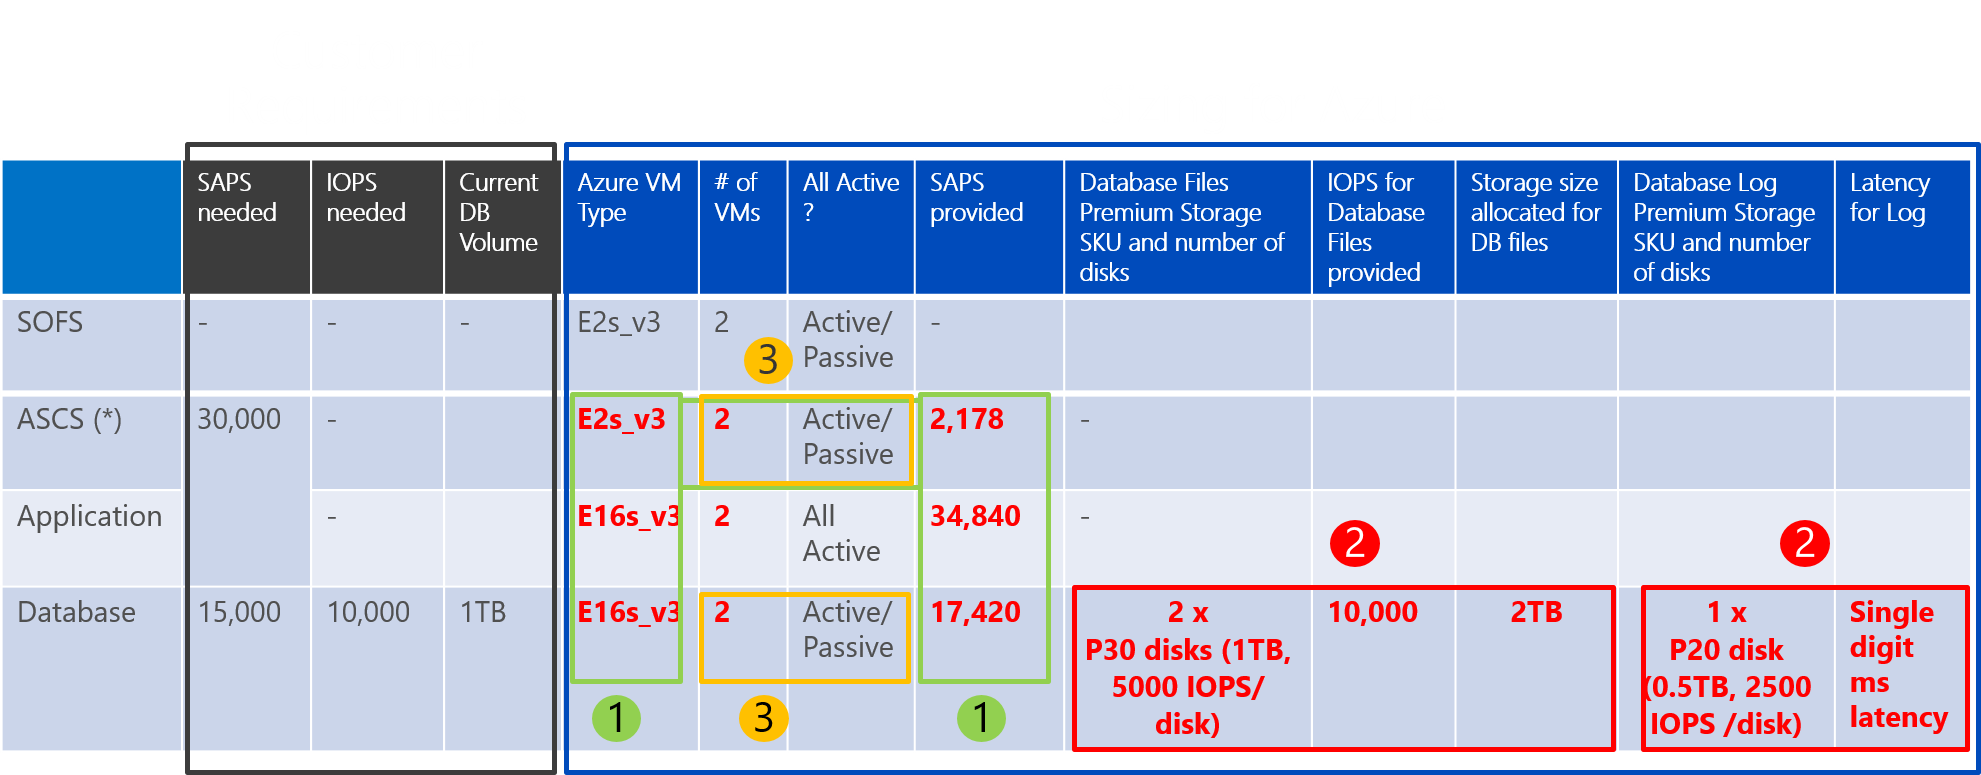 SAPS
needed
IOPS
needed
Current
DB
Volume
Azure VM
Type
# of
VMs
All Active
?
SAPS
provided
Database Files
Premium Storage
SKU and number of
disks
IOPS for
Database
Files
provided
Storage size
allocated for
DB files
Database Log
Premium Storage
SKU and number
of disks
Latency
for Log
SOFS
-
-
-
E2s_v3
2
3
Active/
Passive
-
ASCS (*)
30,000
-
E2s_v3
2
Active/
Passive
2,178
-
Application
-
E16s_v3
2
All
Active
34,840
-
2
2
Database
15,000
10,000
1TB
E16s_v3
2
Active/
Passive
17,420
2 x
P30 disks (1TB,
5000 IOPS/
disk)
10,000
2TB
1 x
P20 disk
(0.5TB, 2500
IOPS /disk)
Single
digit
ms
latency
1
3
1